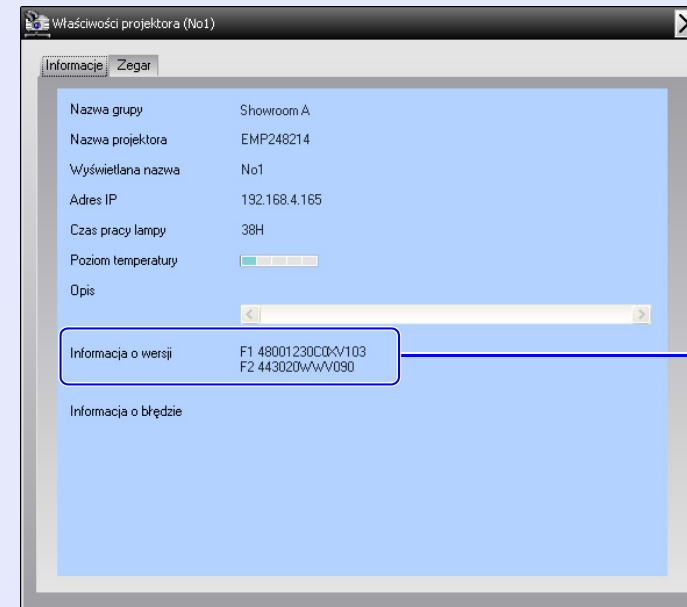 Właściwości projektora (No1)
Informacje Zegar
Nazwa grupy Showroom A
Nazwa projektora EMP248214
Wyświetlana nazwa No1
Adres IP 192.168.4.165
Czas pracy lampy 38H
Poziom temperatury
Opis
Informacja o wersji F1 48001230C0XV103
F2 443020WWV090
Informacja o błędzie